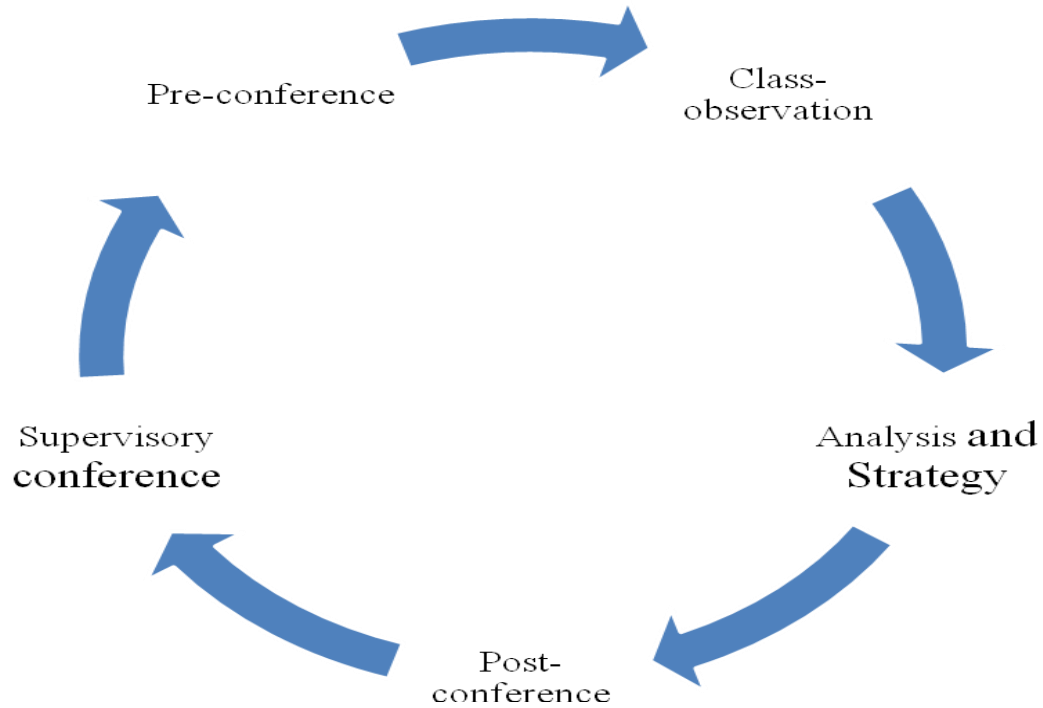 Pre-conference
Class-
observation
Analysis and
Strategy
Post-
conference
Supervisory
conference